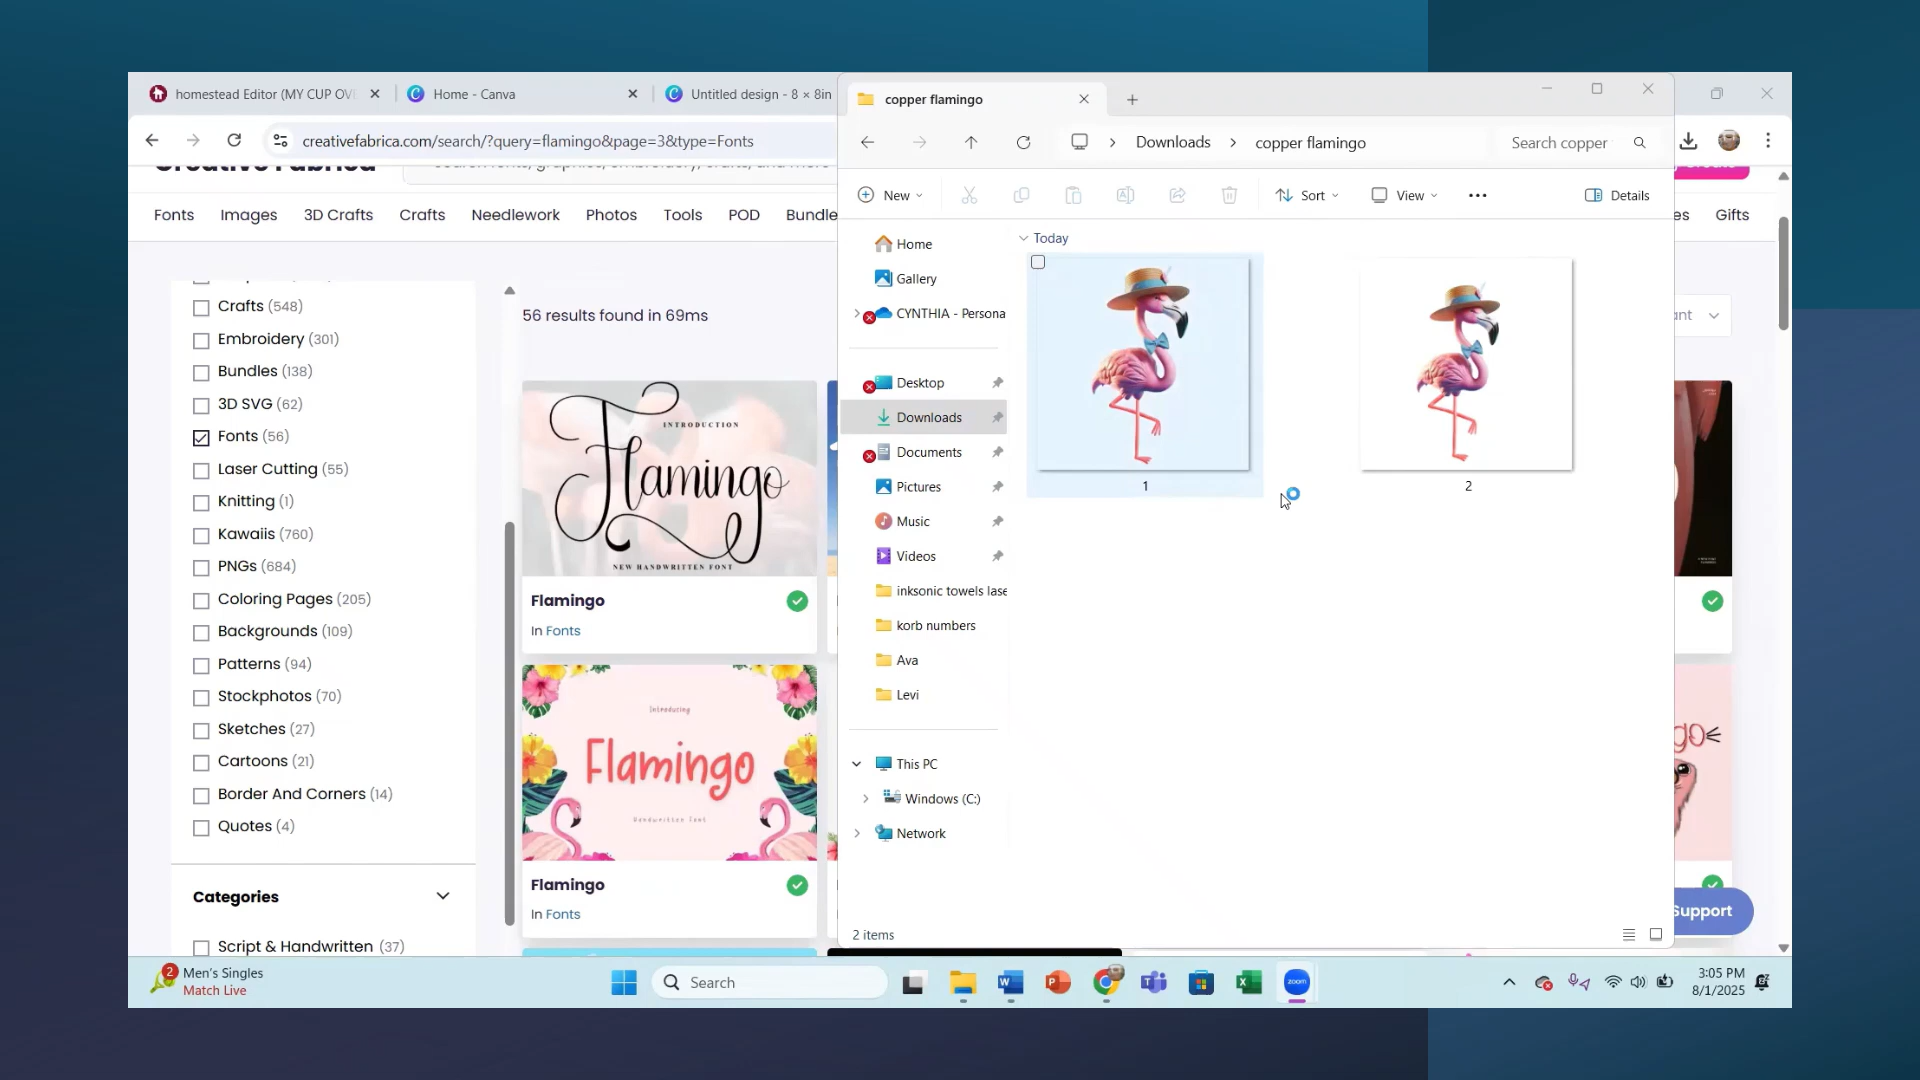 homestead Editor (MY CUP OV
Home - Canva
Untitled design - 8 × 8in
copper flamingo
creativefabrica.com/search/?query=flamingo&page=3&type=Fonts
Downloads
copper flamingo
Search copper
New
Sort
View
Details
Fonts
Images
3D Crafts
Crafts
Needlework
Photos
Tools
POD
Bundle
Gifts
Crafts (548)
Embroidery (301)
Bundles (138)
3D SVG (62)
Fonts (56)
Laser Cutting (55)
Knitting (1)
Kawaiis (760)
PNGs (684)
Coloring Pages (205)
Backgrounds (109)
Patterns (94)
Stockphotos (70)
Sketches (27)
Cartoons (21)
Border And Corners (14)
Quotes (4)
Categories
Script & Handwritten (37)
56 results found in 69ms
INTRODUCTION
Flamingo
NEW HANDWRITTEN FONT
Flamingo
In Fonts
Introducing
Flamingo
Handwritten Font
Flamingo
In Fonts
Home
Gallery
CYNTHIA - Persona
Desktop
Downloads
Documents
Pictures
Music
Videos
inksonic towels lase
korb numbers
Ava
Levi
This PC
Windows (C:)
Network
Today
1
2
2 items
Support
2
Men's Singles
Match Live
Search
zoom
3:05 PM
8/1/2025